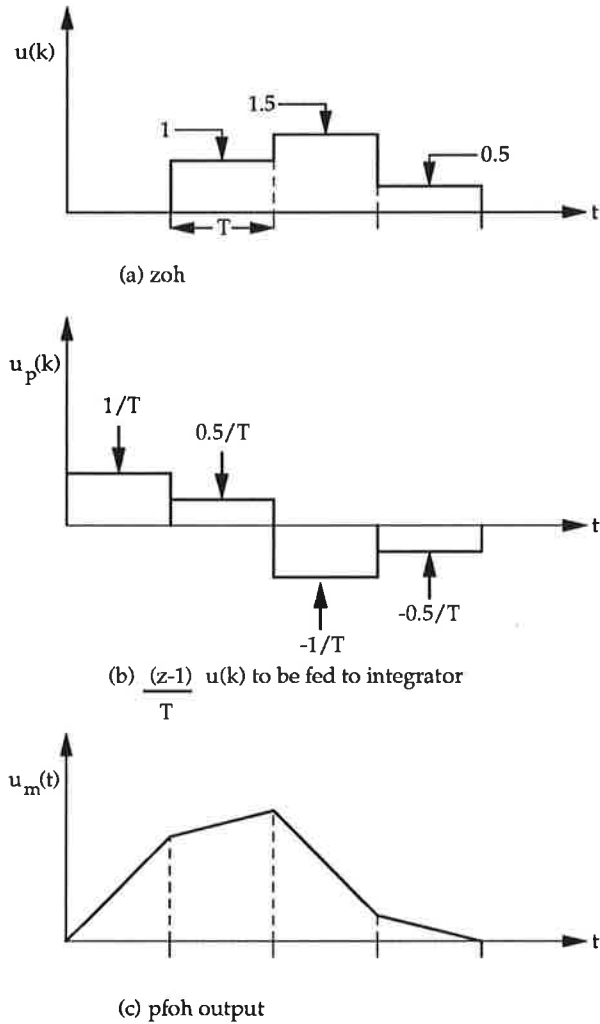 u(k)
1.5
1
0.5
T
t
(a) zoh
u_p(k)
1/T
0.5/T
t
-0.5/T
-1/T
(b) (z-1) u(k) to be fed to integrator
T
u_m(t)
t
(c) pfoh output